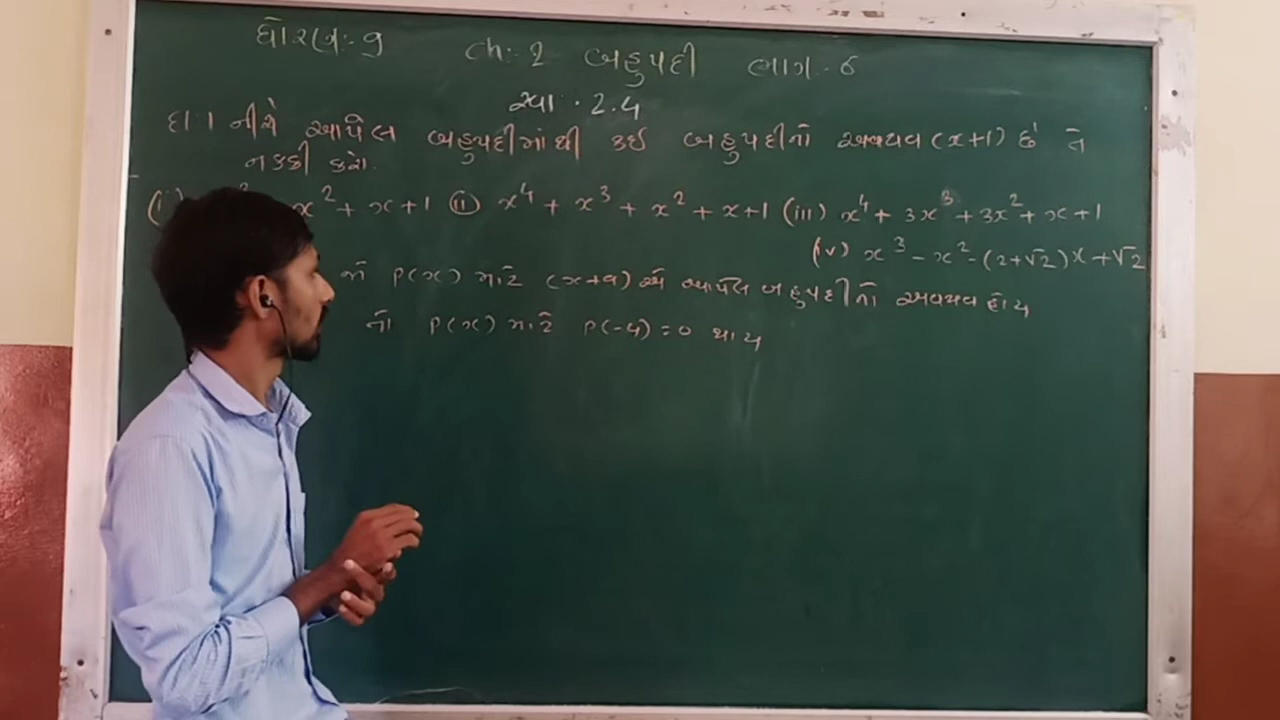 ધોરણ:- 9 Ch:- 2 બહુપદી ભાગ - 6
સ્વા. 2.4
દા 1 નીચે આપેલ બહુપદીમાંથી કઇ બહુપદીનો અવયવ (x+1) છે તે
નક્કી કરો.
(i) x² + x + 1 (ii) x⁴ + x³ + x² + x + 1 (iii) x⁴ + 3x³ + 3x² + x + 1
(iv) x³ - x² - (2+√2)x + √2
જો P(x) માટે (x+a) એ આપેલ બહુપદીનો અવયવ હોય
તો P(x) માટે P(-a) = 0 થાય